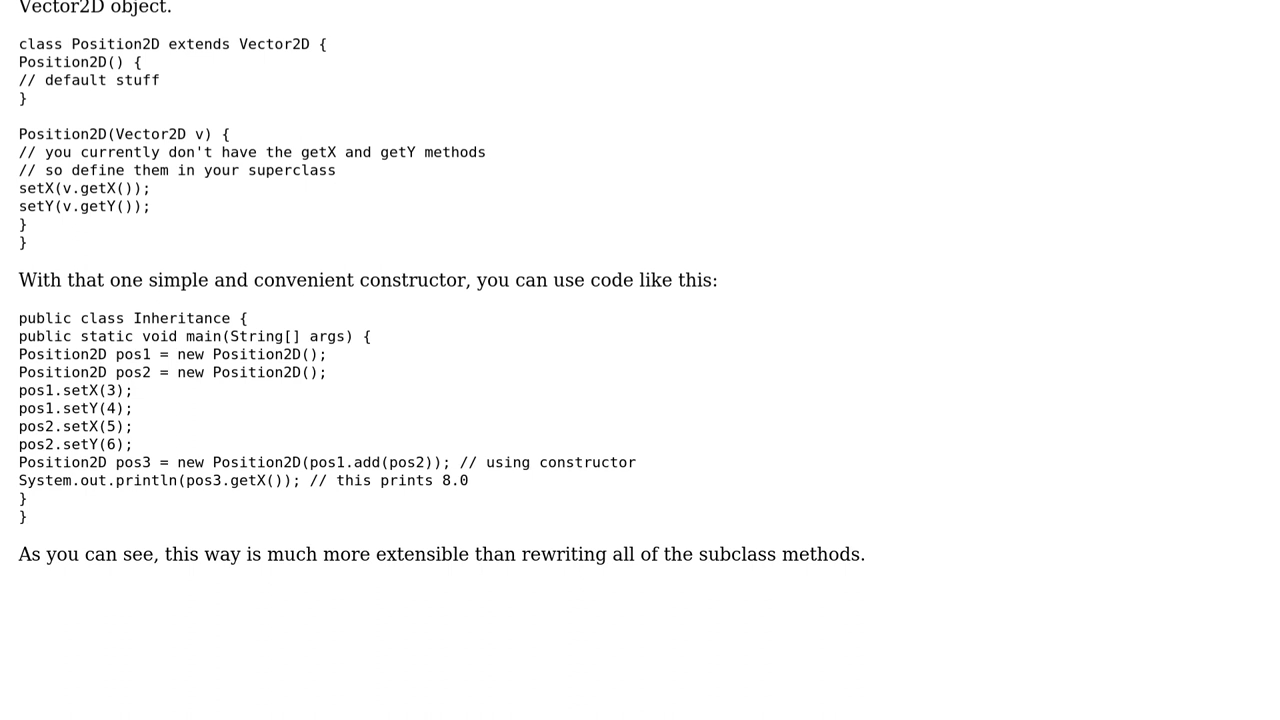 Vector2D object.
class Position2D extends Vector2D {
Position2D() {
// default stuff
}
Position2D(Vector2D v) {
// you currently don't have the getX and getY methods
// so define them in your superclass
setX(v.getX());
setY(v.getY());
}
}
With that one simple and convenient constructor, you can use code like this:
public class Inheritance {
public static void main(String[] args) {
Position2D pos1 = new Position2D();
Position2D pos2 = new Position2D();
pos1.setX(3);
pos1.setY(4);
pos2.setX(5);
pos2.setY(6);
Position2D pos3 = new Position2D(pos1.add(pos2)); // using constructor
System.out.println(pos3.getX()); // this prints 8.0
}
}
As you can see, this way is much more extensible than rewriting all of the subclass methods.